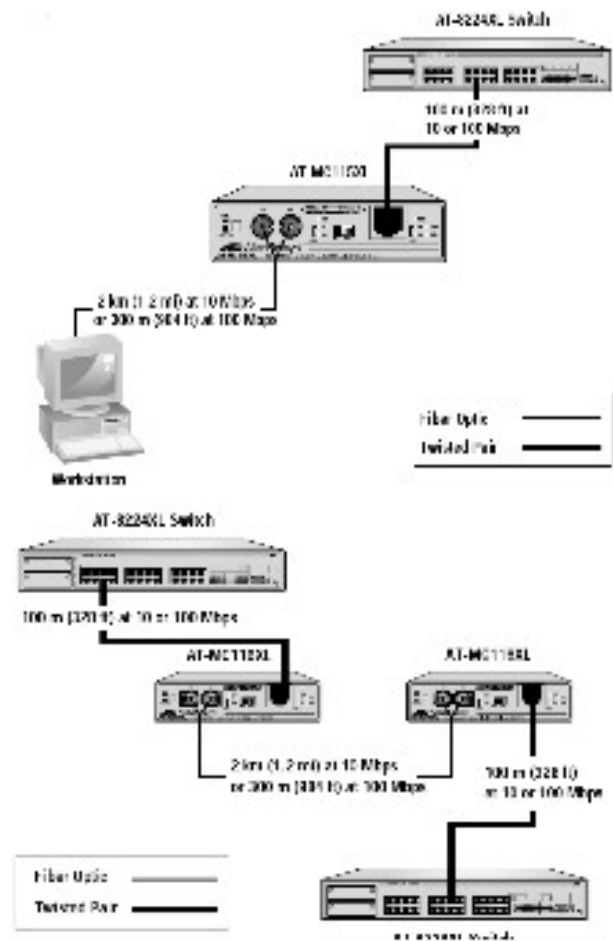 AT-8224XL Switch
100 m (328 ft) at
10 or 100 Mbps
AT-MC115XL
2 km (1.2 mi) at 10 Mbps
or 300 m (984 ft) at 100 Mbps
Workstation
Fiber Optic
Twisted Pair
AT-8224XL Switch
100 m (328 ft) at 10 or 100 Mbps
AT-MC116XL
AT-MC116XL
2 km (1.2 mi) at 10 Mbps
or 300 m (984 ft) at 100 Mbps
100 m (328 ft)
at 10 or 100 Mbps
Fiber Optic
Twisted Pair
Switch